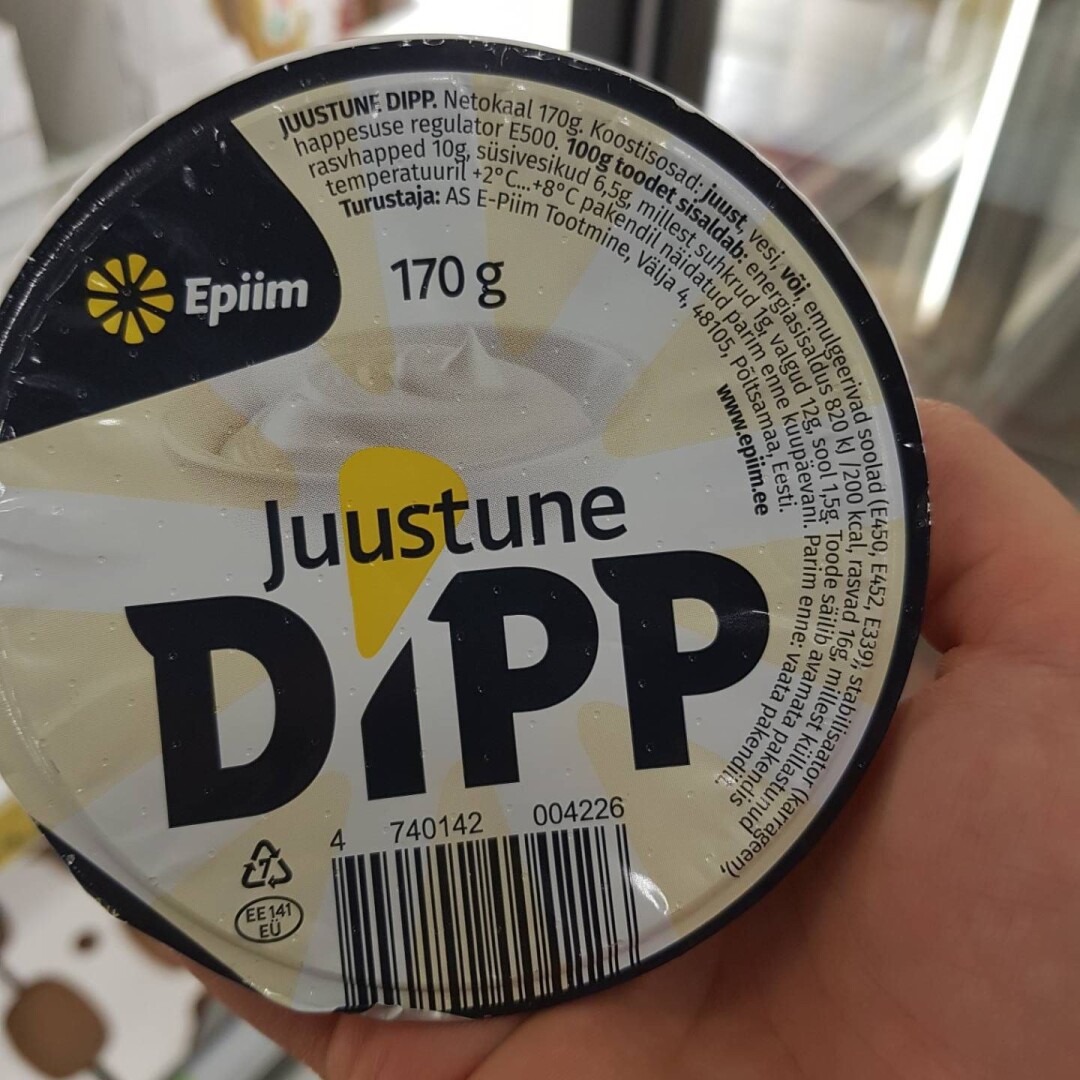 JUUSTUNE DIPP. Netokaal 170g. Koostisosad: juust, vesi, või, emulgeerivad soolad (E450, E452, E339), stabilisaator (karrageen),
happesuse regulator E500. 100g toodet sisaldab: energiasisaldus 820 kJ /200 kcal, rasvad 16g, millest küllastunud
rasvhapped 10g, süsivesikud 6,5g, millest suhkrud 1g, valgud 12g, sool 1,5g. Toode säilib avamata pakendis
temperatuuril +2°C...+8°C pakendil näidatud parim enne kuupäevani. Parim enne: vaata pakendilt.
Turustaja: AS E-Piim Tootmine, Välja 4, 48105, Põltsamaa, Eesti.
www.epiim.ee
Epiim
170 g
Juustune
DIPP
4 740142 004226
7
EE 141
EÜ